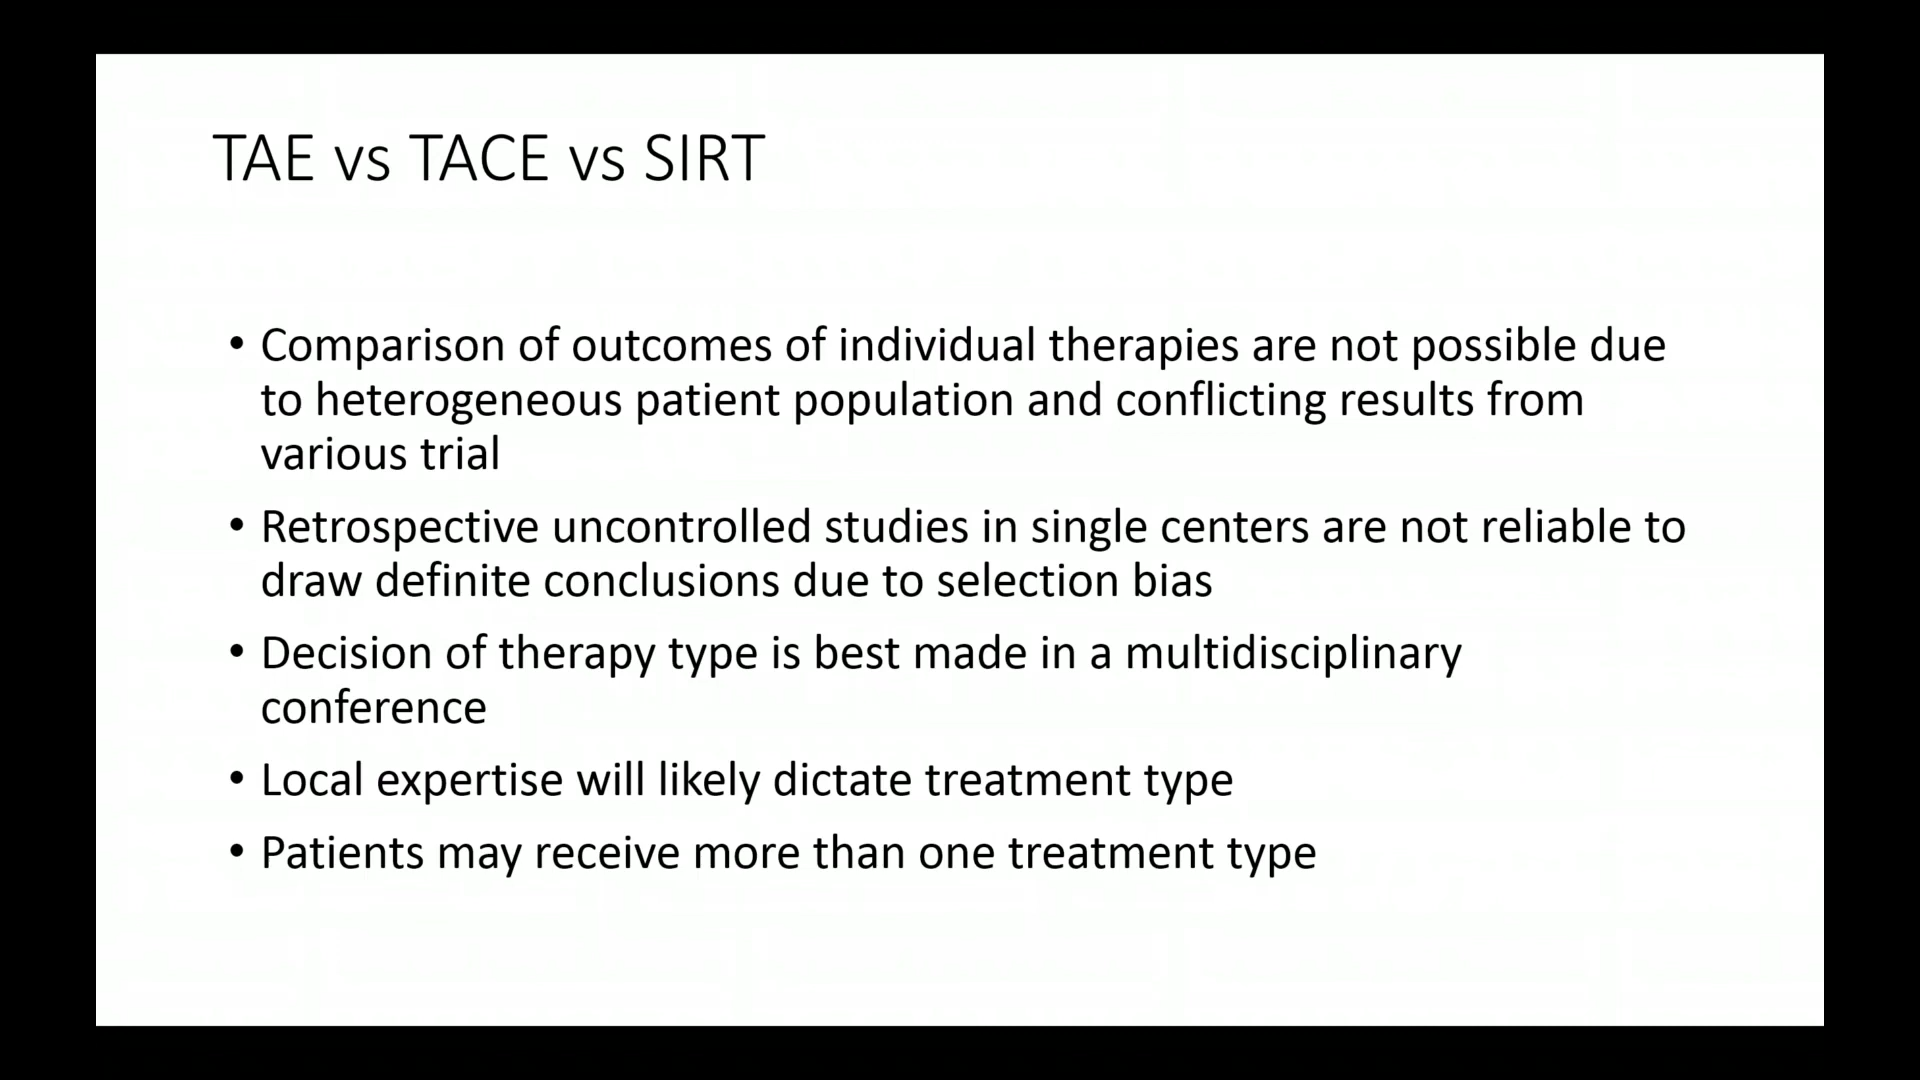 TAE vs TACE vs SIRT
• Comparison of outcomes of individual therapies are not possible due
to heterogeneous patient population and conflicting results from
various trial
• Retrospective uncontrolled studies in single centers are not reliable to
draw definite conclusions due to selection bias
• Decision of therapy type is best made in a multidisciplinary
conference
• Local expertise will likely dictate treatment type
• Patients may receive more than one treatment type